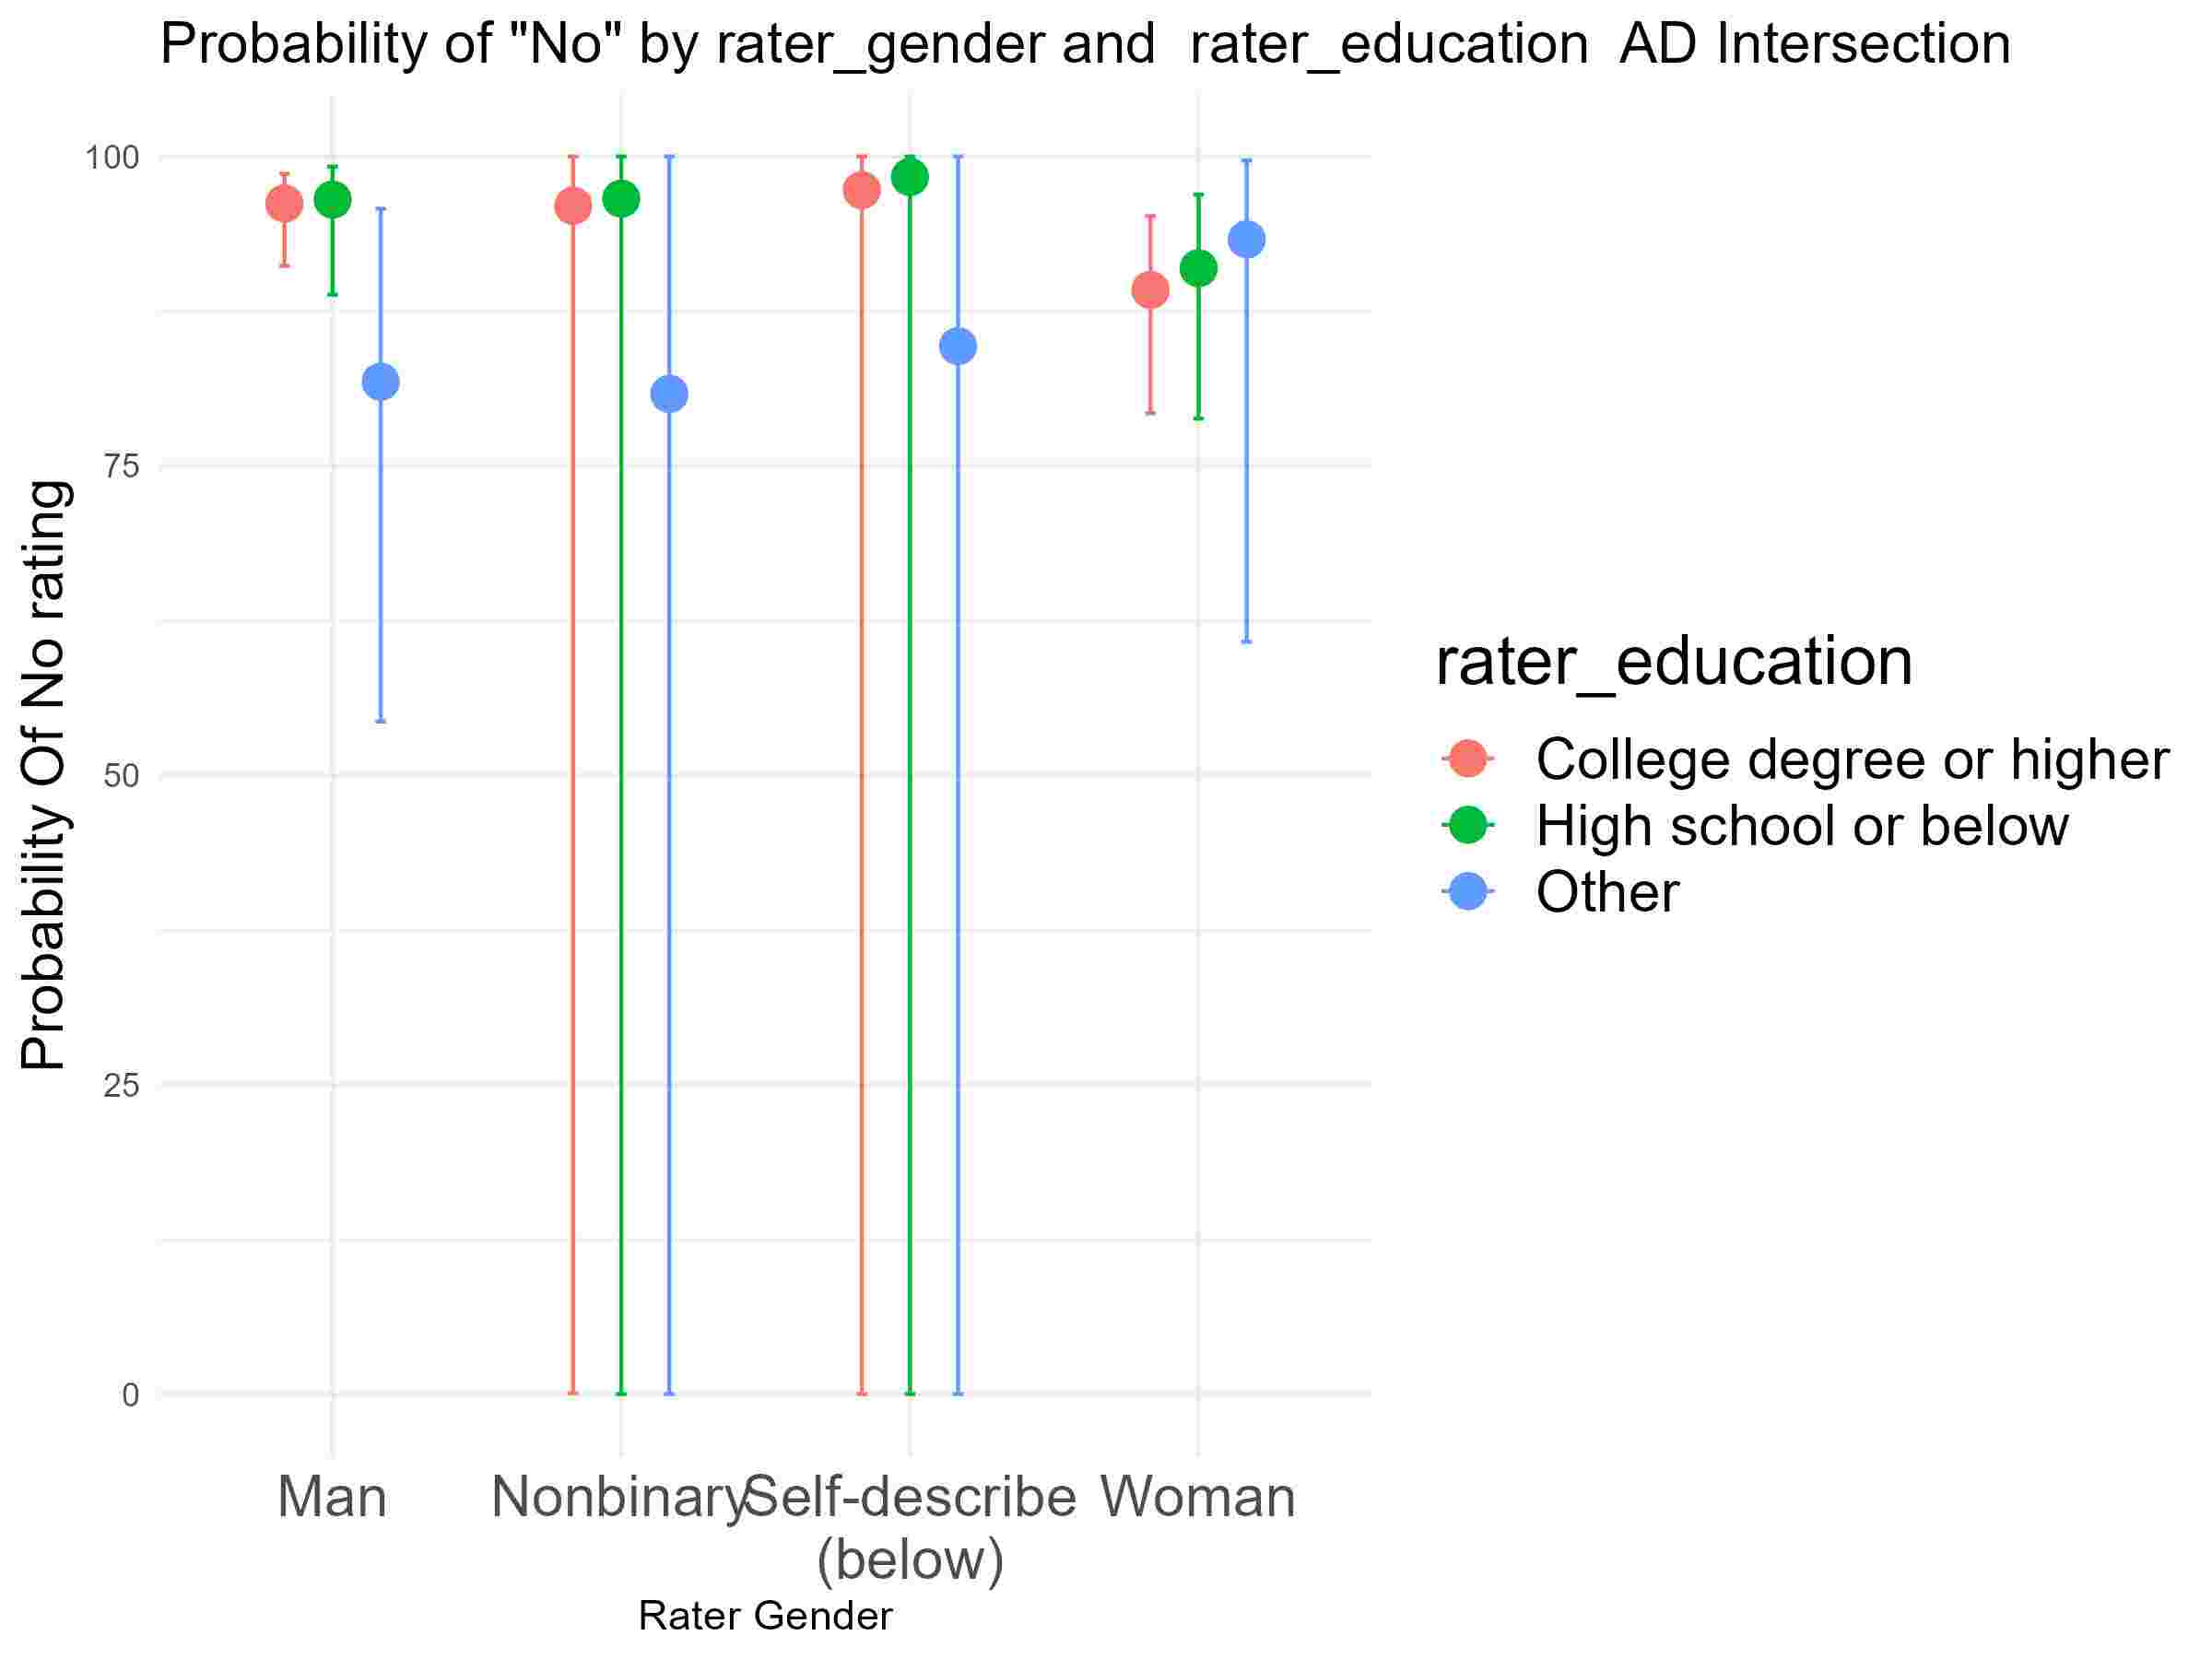 Probability of "No" by rater_gender and  rater_education  AD Intersection
Probability Of No rating
100
75
50
25
0
Man
Nonbinary
Self-describe
(below)
Woman
Rater Gender
rater_education
College degree or higher
High school or below
Other